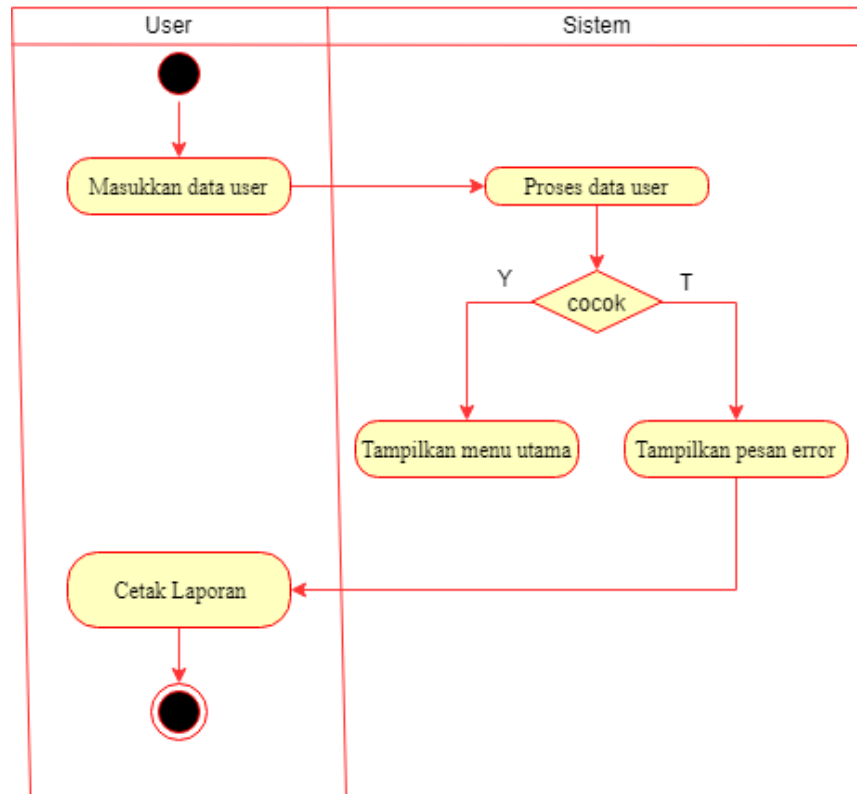 User
Sistem
Masukkan data user
Proses data user
Y
T
cocok
Tampilkan menu utama
Tampilkan pesan error
Cetak Laporan